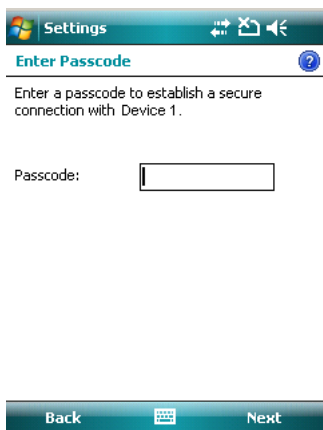 Settings
Enter Passcode
?
Enter a passcode to establish a secure
connection with Device 1.
Passcode:
Back Next